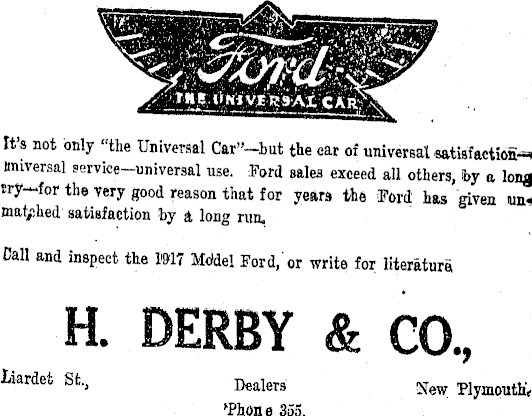 Ford
THE UNIVERSAL CAR
It's not only "the Universal Car"—but the car of universal satisfaction—
universal service—universal use. Ford sales exceed all others, by a long
try—for the very good reason that for years the Ford has given un-
matched satisfaction by a long run.
Call and inspect the 1917 Model Ford, or write for literature
H. DERBY & CO.,
Liardet St., Dealers New Plymouth.
'Phone 355.